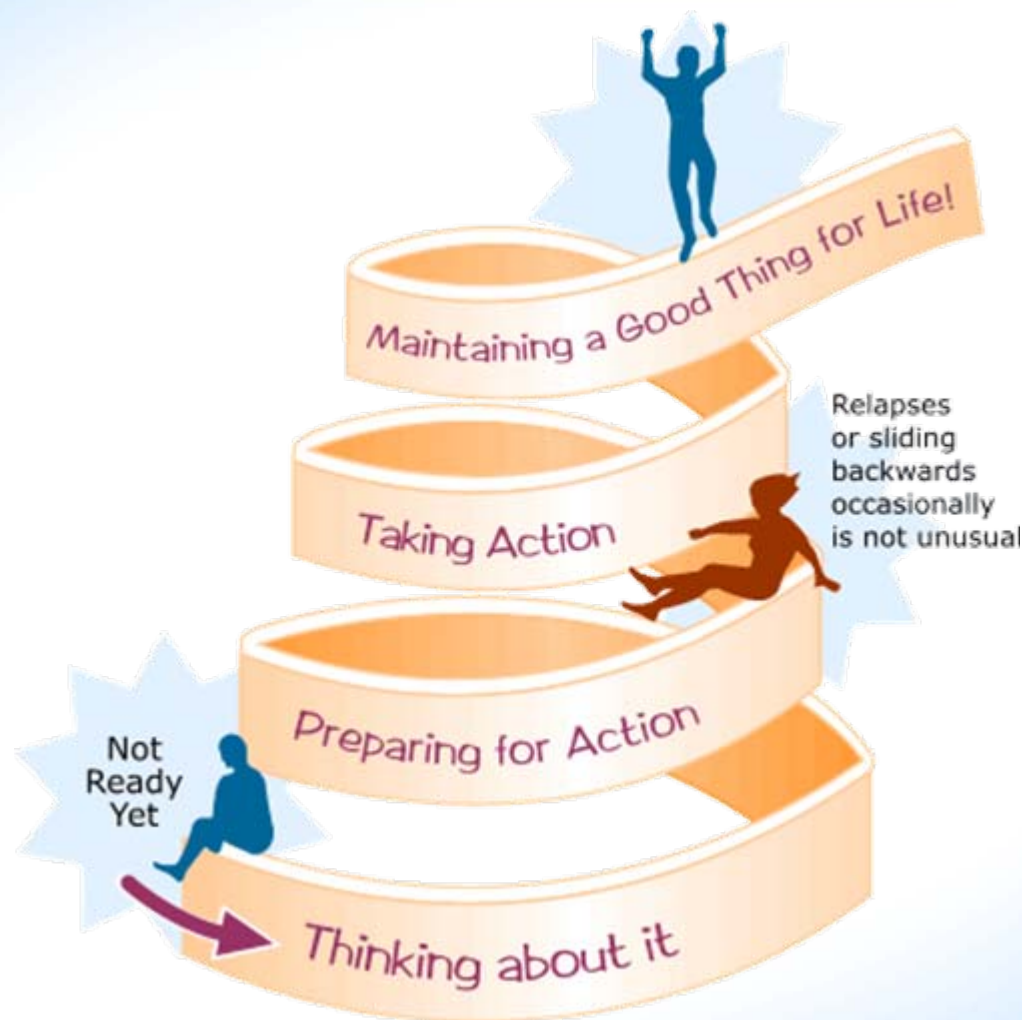 Maintaining a Good Thing for Life!
Relapses
or sliding
backwards
occasionally
is not unusual
Taking Action
Preparing for Action
Not
Ready
Yet
Thinking about it